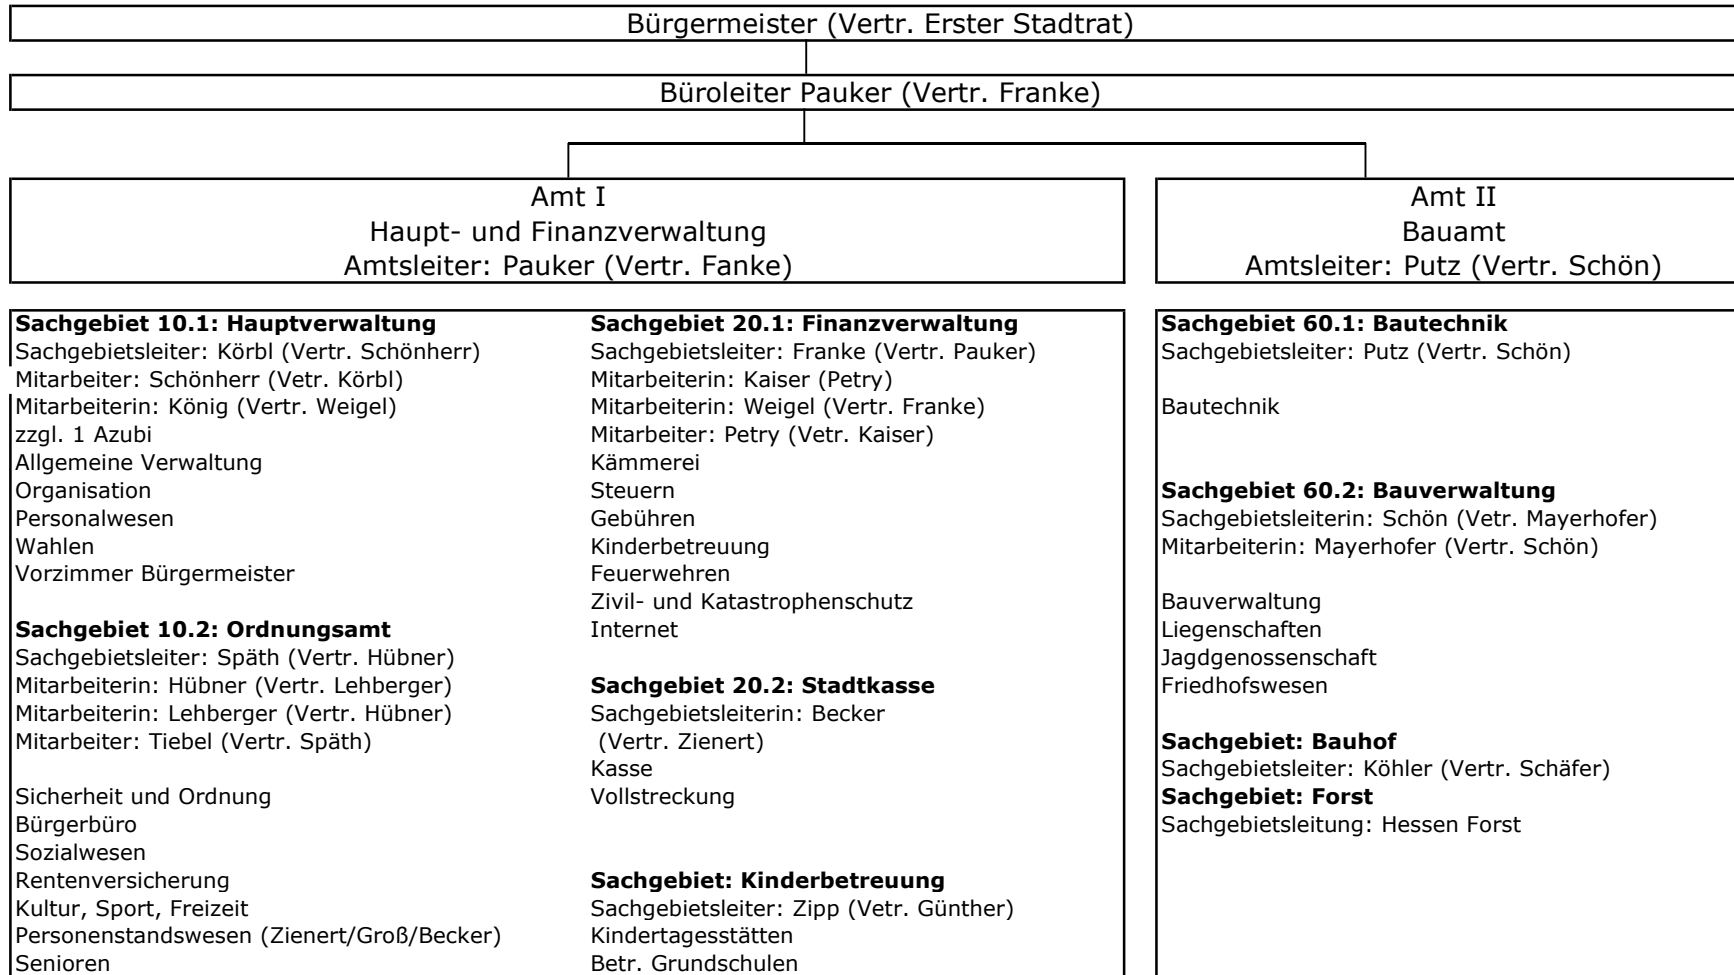 Bürgermeister (Vertr. Erster Stadtrat)
Büroleiter Pauker (Vertr. Franke)
Amt I
Haupt- und Finanzverwaltung
Amtsleiter: Pauker (Vertr. Fanke)
Amt II
Bauamt
Amtsleiter: Putz (Vertr. Schön)
Sachgebiet 10.1: Hauptverwaltung
Sachgebietsleiter: Körbl (Vertr. Schönherr)
Mitarbeiter: Schönherr (Vetr. Körbl)
Mitarbeiterin: König (Vertr. Weigel)
zzgl. 1 Azubi
Allgemeine Verwaltung
Organisation
Personalwesen
Wahlen
Vorzimmer Bürgermeister
Sachgebiet 10.2: Ordnungsamt
Sachgebietsleiter: Späth (Vertr. Hübner)
Mitarbeiterin: Hübner (Vertr. Lehberger)
Mitarbeiterin: Lehberger (Vertr. Hübner)
Mitarbeiter: Tiebel (Vertr. Späth)
Sicherheit und Ordnung
Bürgerbüro
Sozialwesen
Rentenversicherung
Kultur, Sport, Freizeit
Personenstandswesen (Zienert/Groß/Becker)
Senioren
Sachgebiet 20.1: Finanzverwaltung
Sachgebietsleiter: Franke (Vertr. Pauker)
Mitarbeiterin: Kaiser (Petry)
Mitarbeiterin: Weigel (Vertr. Franke)
Mitarbeiter: Petry (Vetr. Kaiser)
Kämmerei
Steuern
Gebühren
Kinderbetreuung
Feuerwehren
Zivil- und Katastrophenschutz
Internet
Sachgebiet 20.2: Stadtkasse
Sachgebietsleiterin: Becker
(Vertr. Zienert)
Kasse
Vollstreckung
Sachgebiet: Kinderbetreuung
Sachgebietsleiter: Zipp (Vetr. Günther)
Kindertagesstätten
Betr. Grundschulen
Sachgebiet 60.1: Bautechnik
Sachgebietsleiter: Putz (Vertr. Schön)
Bautechnik
Sachgebiet 60.2: Bauverwaltung
Sachgebietsleiterin: Schön (Vetr. Mayerhofer)
Mitarbeiterin: Mayerhofer (Vertr. Schön)
Bauverwaltung
Liegenschaften
Jagdgenossenschaft
Friedhofswesen
Sachgebiet: Bauhof
Sachgebietsleiter: Köhler (Vertr. Schäfer)
Sachgebiet: Forst
Sachgebietsleitung: Hessen Forst